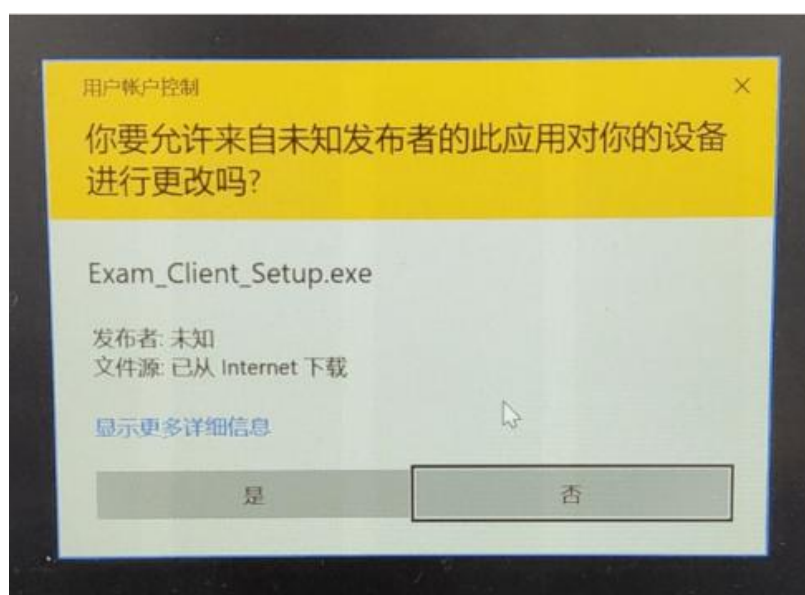 用户帐户控制
你要允许来自未知发布者的此应用对你的设备
进行更改吗?
Exam_Client_Setup.exe
发布者: 未知
文件源: 已从 Internet 下载
显示更多详细信息
是
否